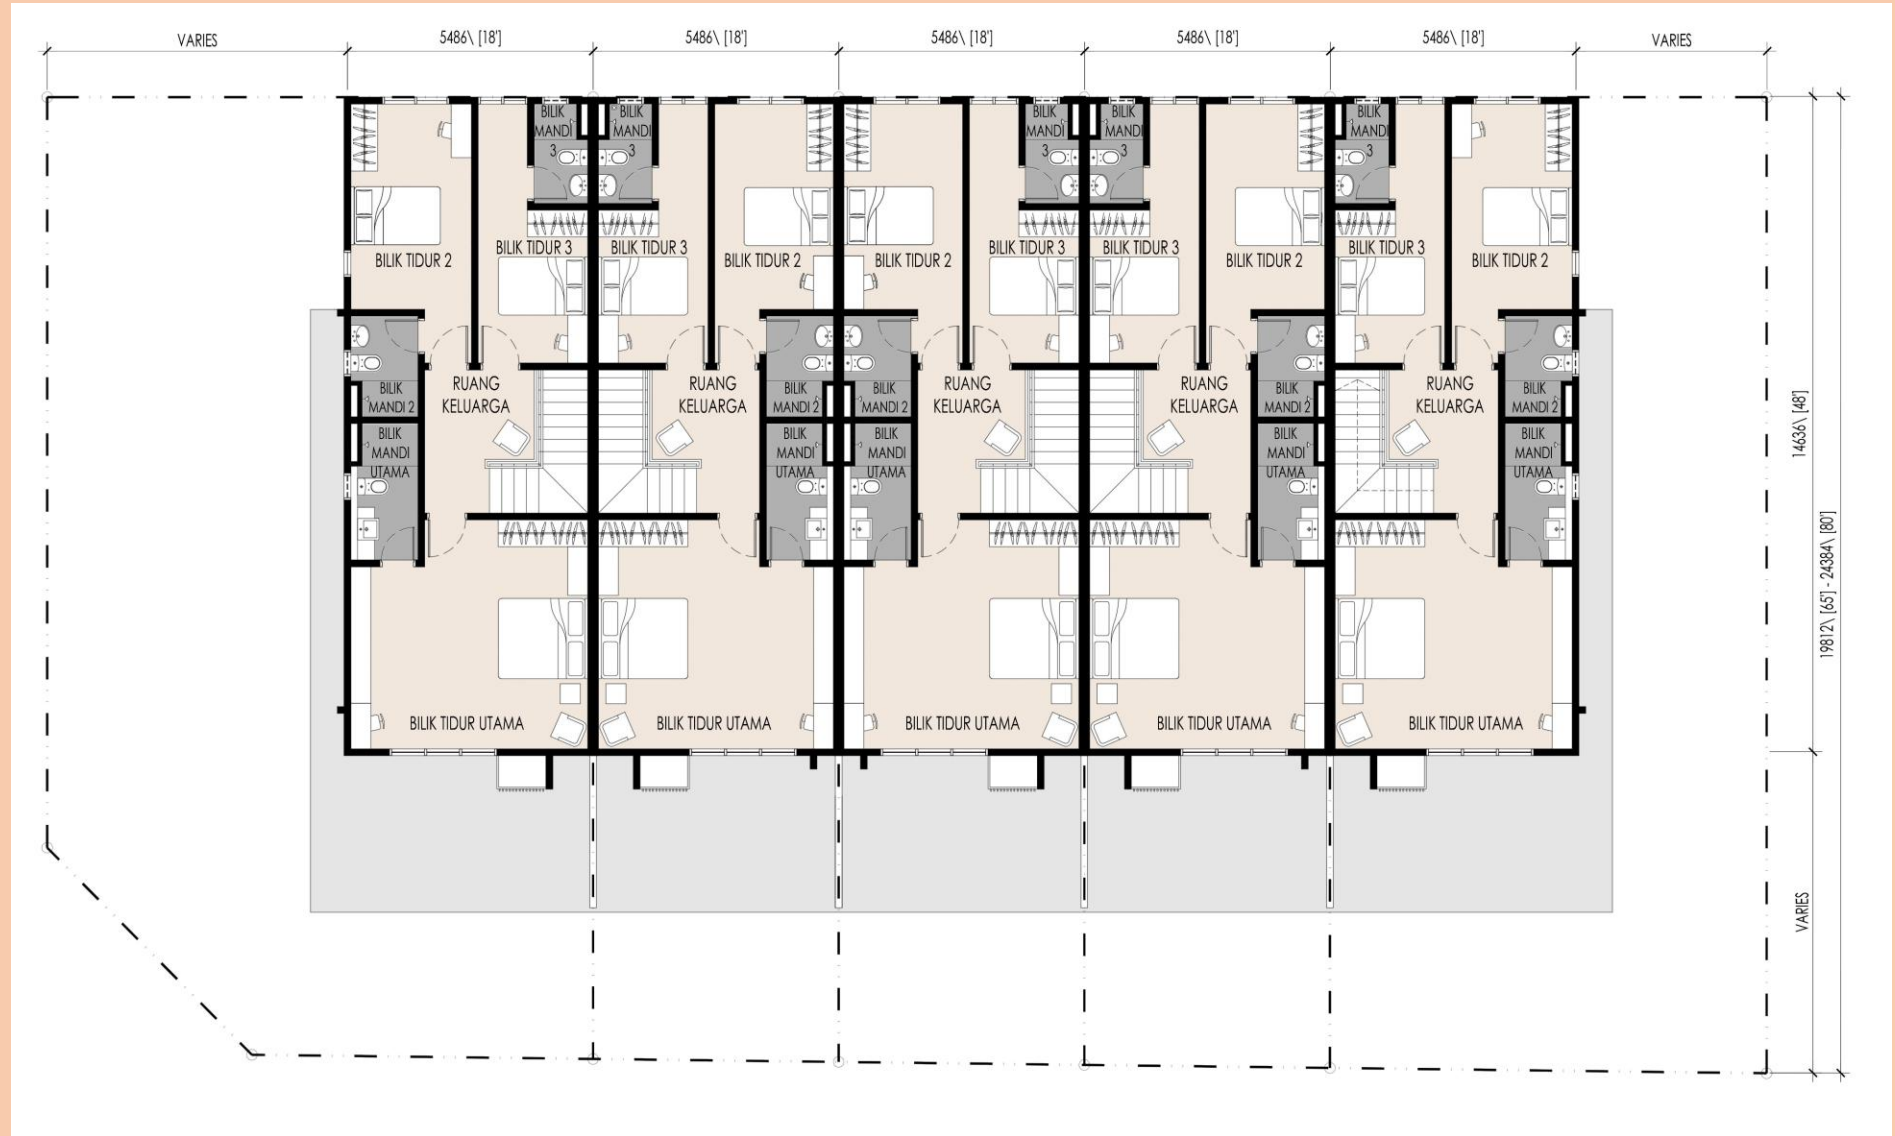 VARIES
5486\ [18']
5486\ [18']
5486\ [18']
5486\ [18']
5486\ [18']
VARIES
BILIK
MANDI
3
BILIK
MANDI
3
BILIK
MANDI
3
BILIK
MANDI
3
BILIK
MANDI
3
BILIK TIDUR 2
BILIK TIDUR 3
BILIK TIDUR 3
BILIK TIDUR 2
BILIK TIDUR 2
BILIK TIDUR 3
BILIK TIDUR 3
BILIK TIDUR 2
BILIK TIDUR 3
BILIK TIDUR 2
BILIK
MANDI 2
RUANG
KELUARGA
RUANG
KELUARGA
BILIK
MANDI 2
BILIK
MANDI 2
RUANG
KELUARGA
RUANG
KELUARGA
BILIK
MANDI 2
RUANG
KELUARGA
BILIK
MANDI 2
BILIK
MANDI
UTAMA
BILIK
MANDI
UTAMA
BILIK
MANDI
UTAMA
BILIK
MANDI
UTAMA
BILIK
MANDI
UTAMA
BILIK TIDUR UTAMA
BILIK TIDUR UTAMA
BILIK TIDUR UTAMA
BILIK TIDUR UTAMA
BILIK TIDUR UTAMA
14636\ [48']
19812\ [65'] - 24384\ [80']
VARIES